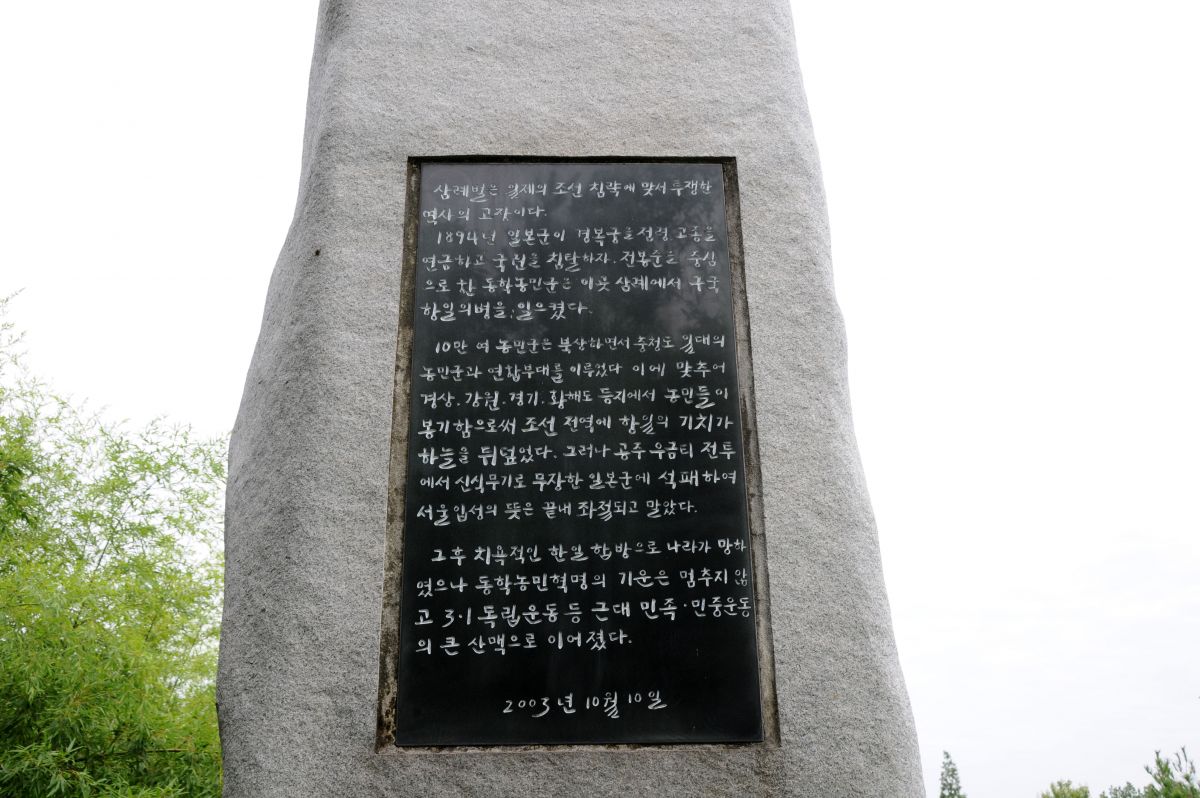 삼례벌은 일제의 조선 침략에 맞서 투쟁한
역사의 고장이다.
1894년 일본군이 경복궁을 점령, 고종을
연금하고 국권을 침탈하자, 전봉준을 중심
으로 한 동학농민군은 이곳 삼례에서 구국
항일의병을 일으켰다.
10만 여 농민군은 북상하면서 충청도 일대의
농민군과 연합부대를 이루었다 이에 맞추어
경상·강원·경기·황해도 등지에서 농민들이
봉기함으로써 조선 전역에 항일의 기치가
하늘을 뒤덮었다. 그러나 공주 우금티 전투
에서 신식무기로 무장한 일본군에 석패하여
서울입성의 뜻은 끝내 좌절되고 말았다.
그후 치욕적인 한일합방으로 나라가 망하
였으나 동학농민혁명의 기운은 멈추지 않
고 3·1독립운동 등 근대 민족·민중운동
의 큰 산맥으로 이어졌다.
2003년 10월 10일